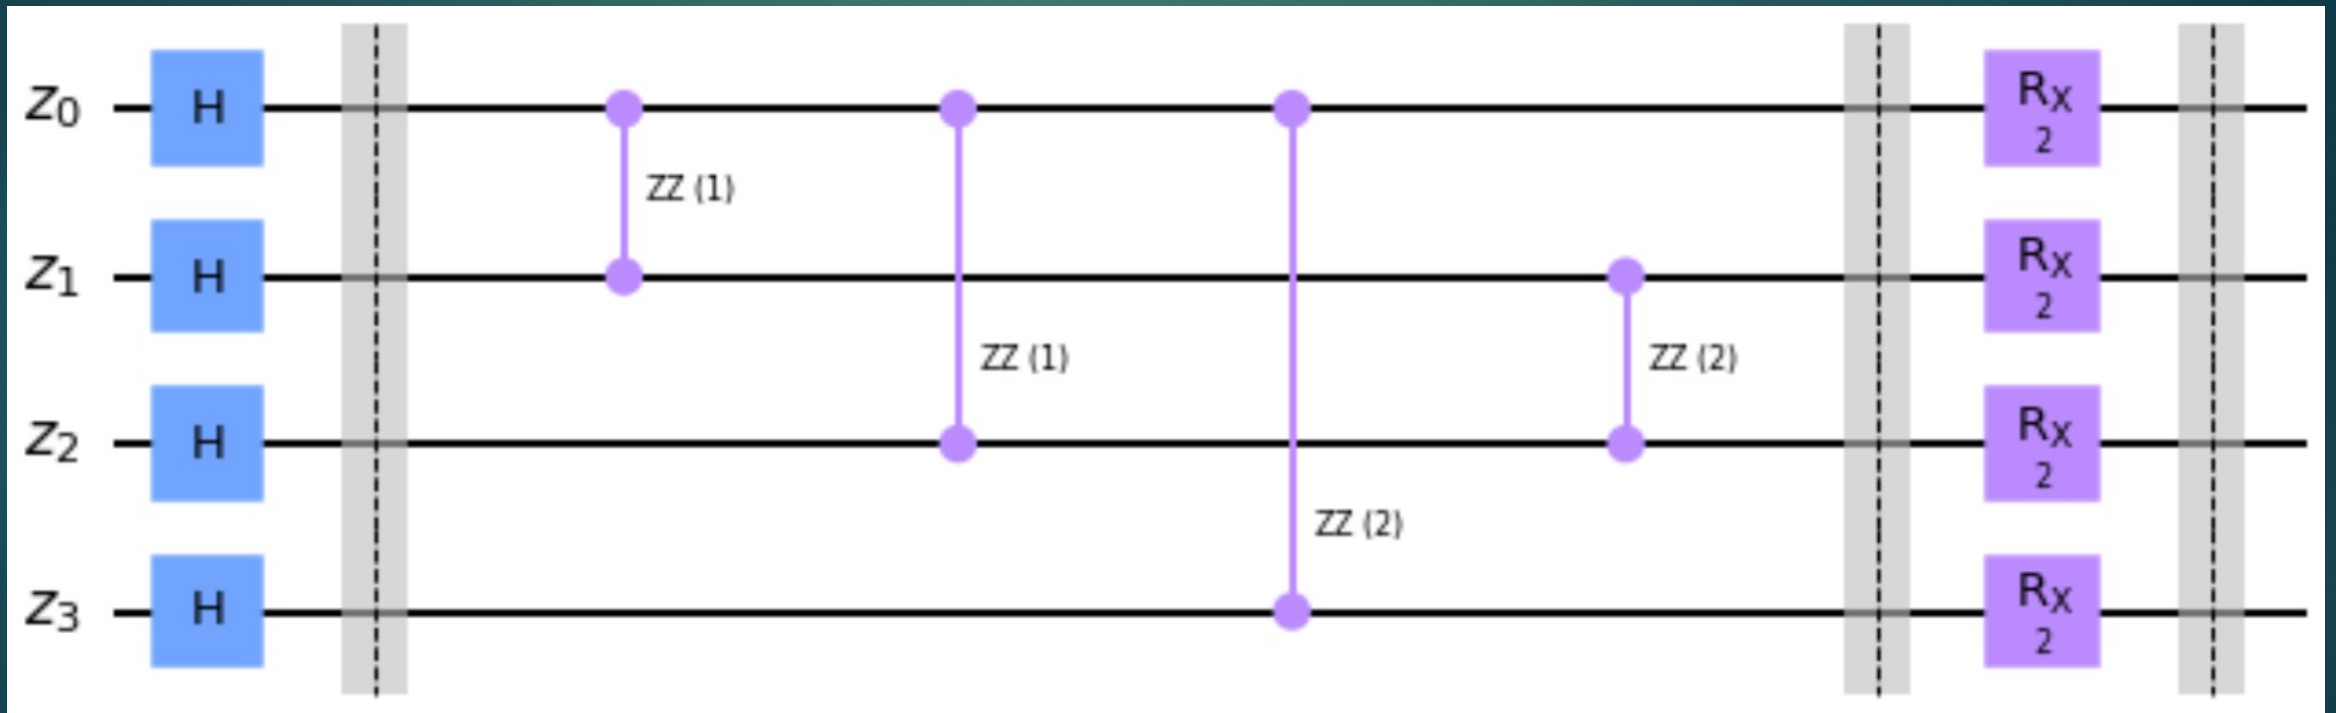 Z0 H RX 2
ZZ (1)
Z1 H RX 2
ZZ (1) ZZ (2)
Z2 H RX 2
ZZ (2)
Z3 H RX 2